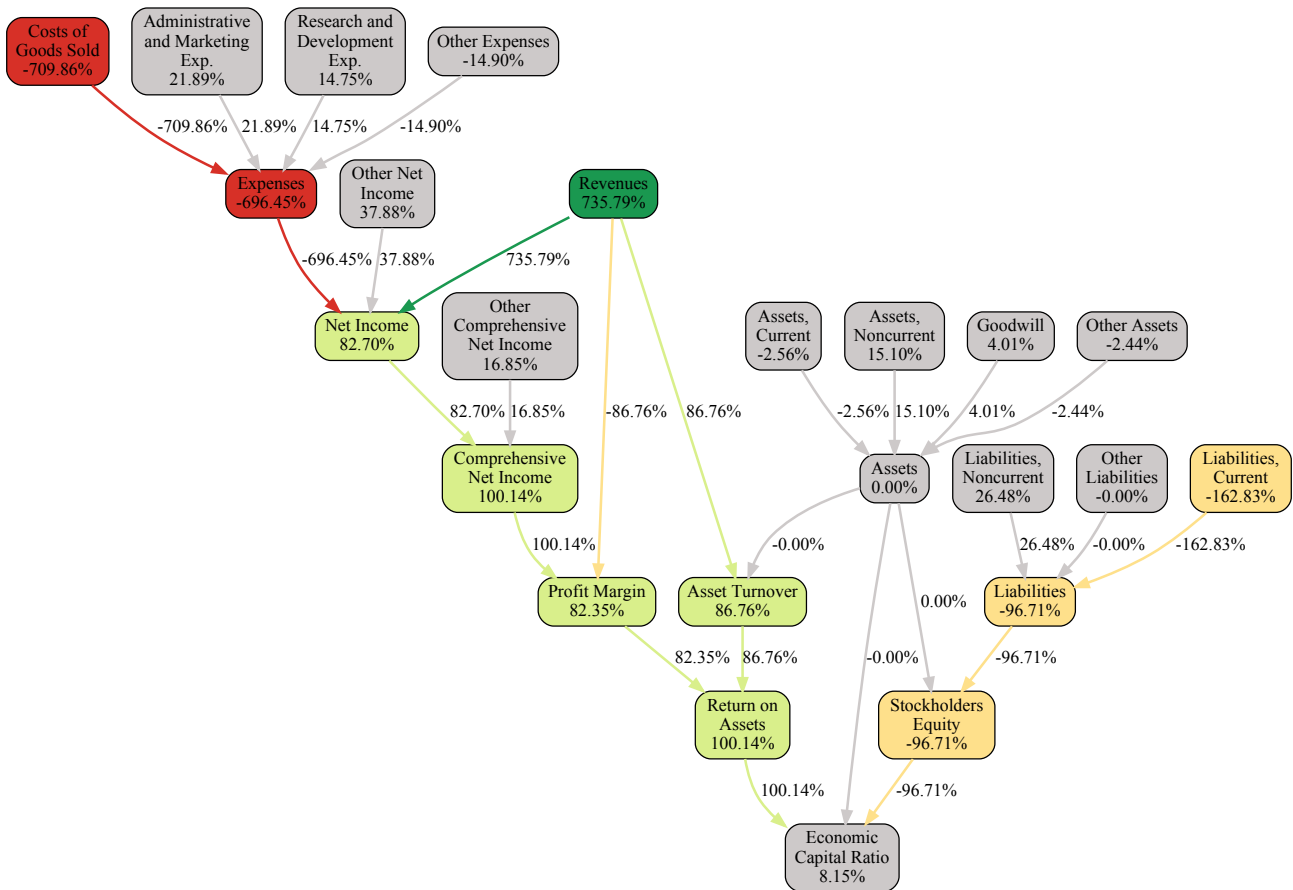 Costs of
Goods Sold
-709.86%
Administrative
and Marketing
Exp.
21.89%
Research and
Development
Exp.
14.75%
Other Expenses
-14.90%
-709.86%
21.89%
14.75%
-14.90%
Expenses
-696.45%
Other Net
Income
37.88%
Revenues
735.79%
-696.45%
37.88%
735.79%
Net Income
82.70%
Other
Comprehensive
Net Income
16.85%
Assets,
Current
-2.56%
Assets,
Noncurrent
15.10%
Goodwill
4.01%
Other Assets
-2.44%
82.70%
16.85%
-86.76%
86.76%
-2.56%
15.10%
4.01%
-2.44%
Comprehensive
Net Income
100.14%
Assets
0.00%
Liabilities,
Noncurrent
26.48%
Other
Liabilities
-0.00%
Liabilities,
Current
-162.83%
100.14%
-0.00%
26.48%
-0.00%
-162.83%
Profit Margin
82.35%
Asset Turnover
86.76%
0.00%
Liabilities
-96.71%
82.35%
86.76%
-0.00%
-96.71%
Return on
Assets
100.14%
Stockholders
Equity
-96.71%
100.14%
-96.71%
Economic
Capital Ratio
8.15%